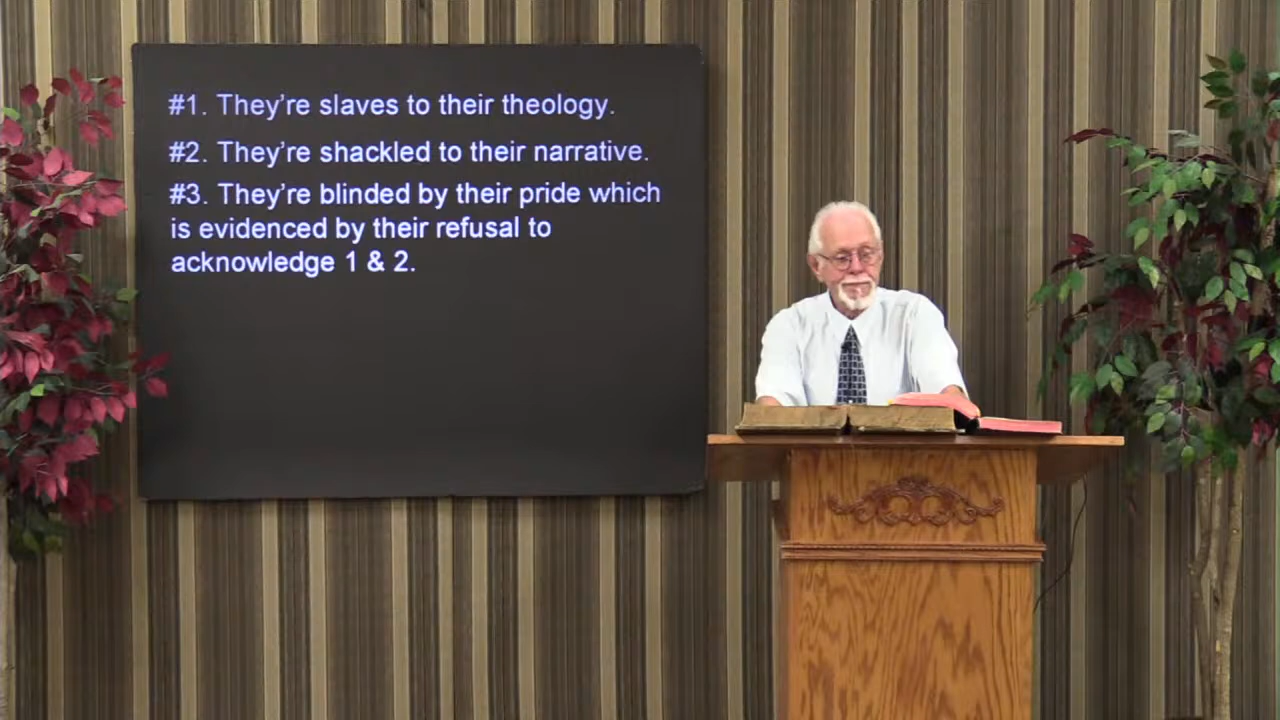 #1. They're slaves to their theology.
#2. They're shackled to their narrative.
#3. They're blinded by their pride which
is evidenced by their refusal to
acknowledge 1 & 2.